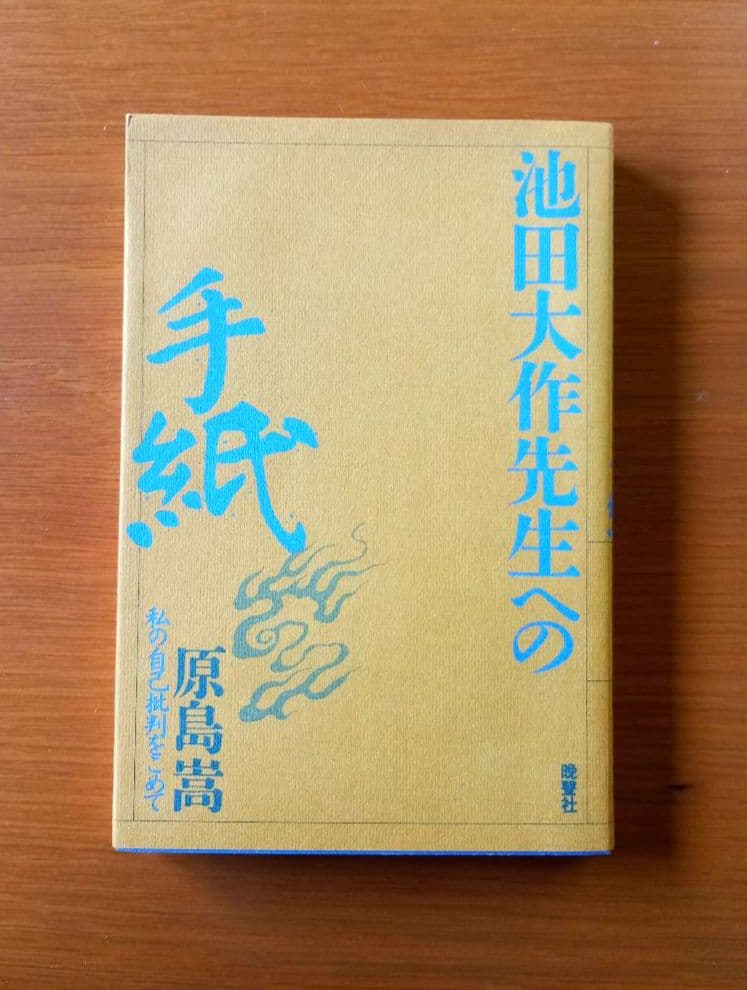 池田大作先生への
手紙
原島嵩
私の自己批判をこめて
晩聲社